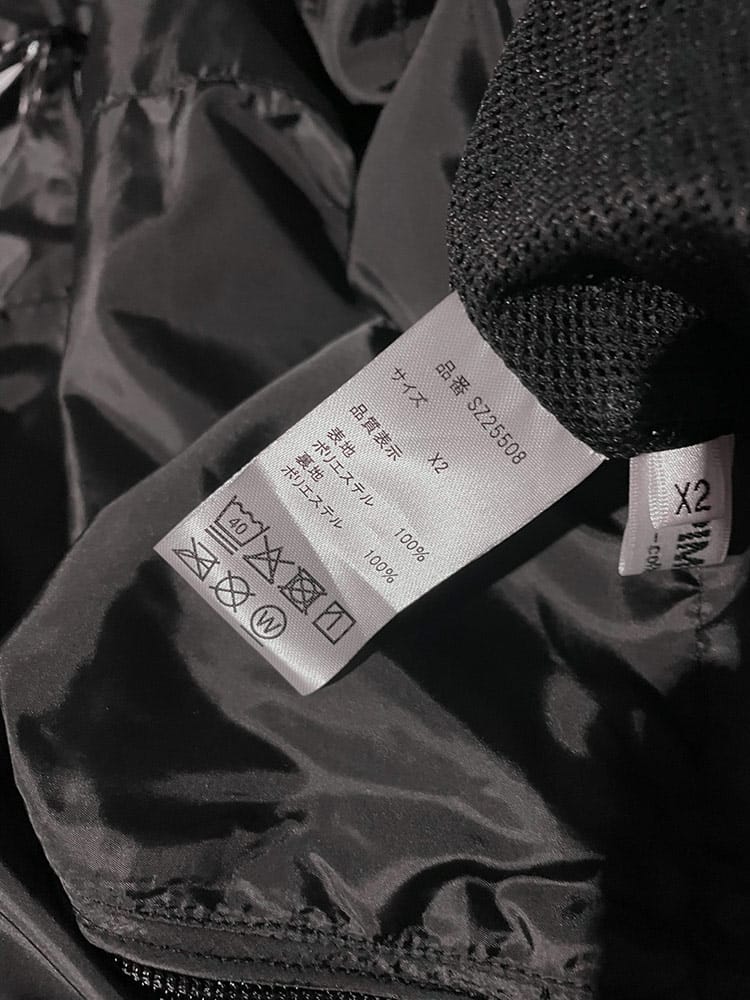 品番 SZ25508
サイズ X2
品質表示
表地
ポリエステル 100%
裏地
ポリエステル 100%
40
W
X2